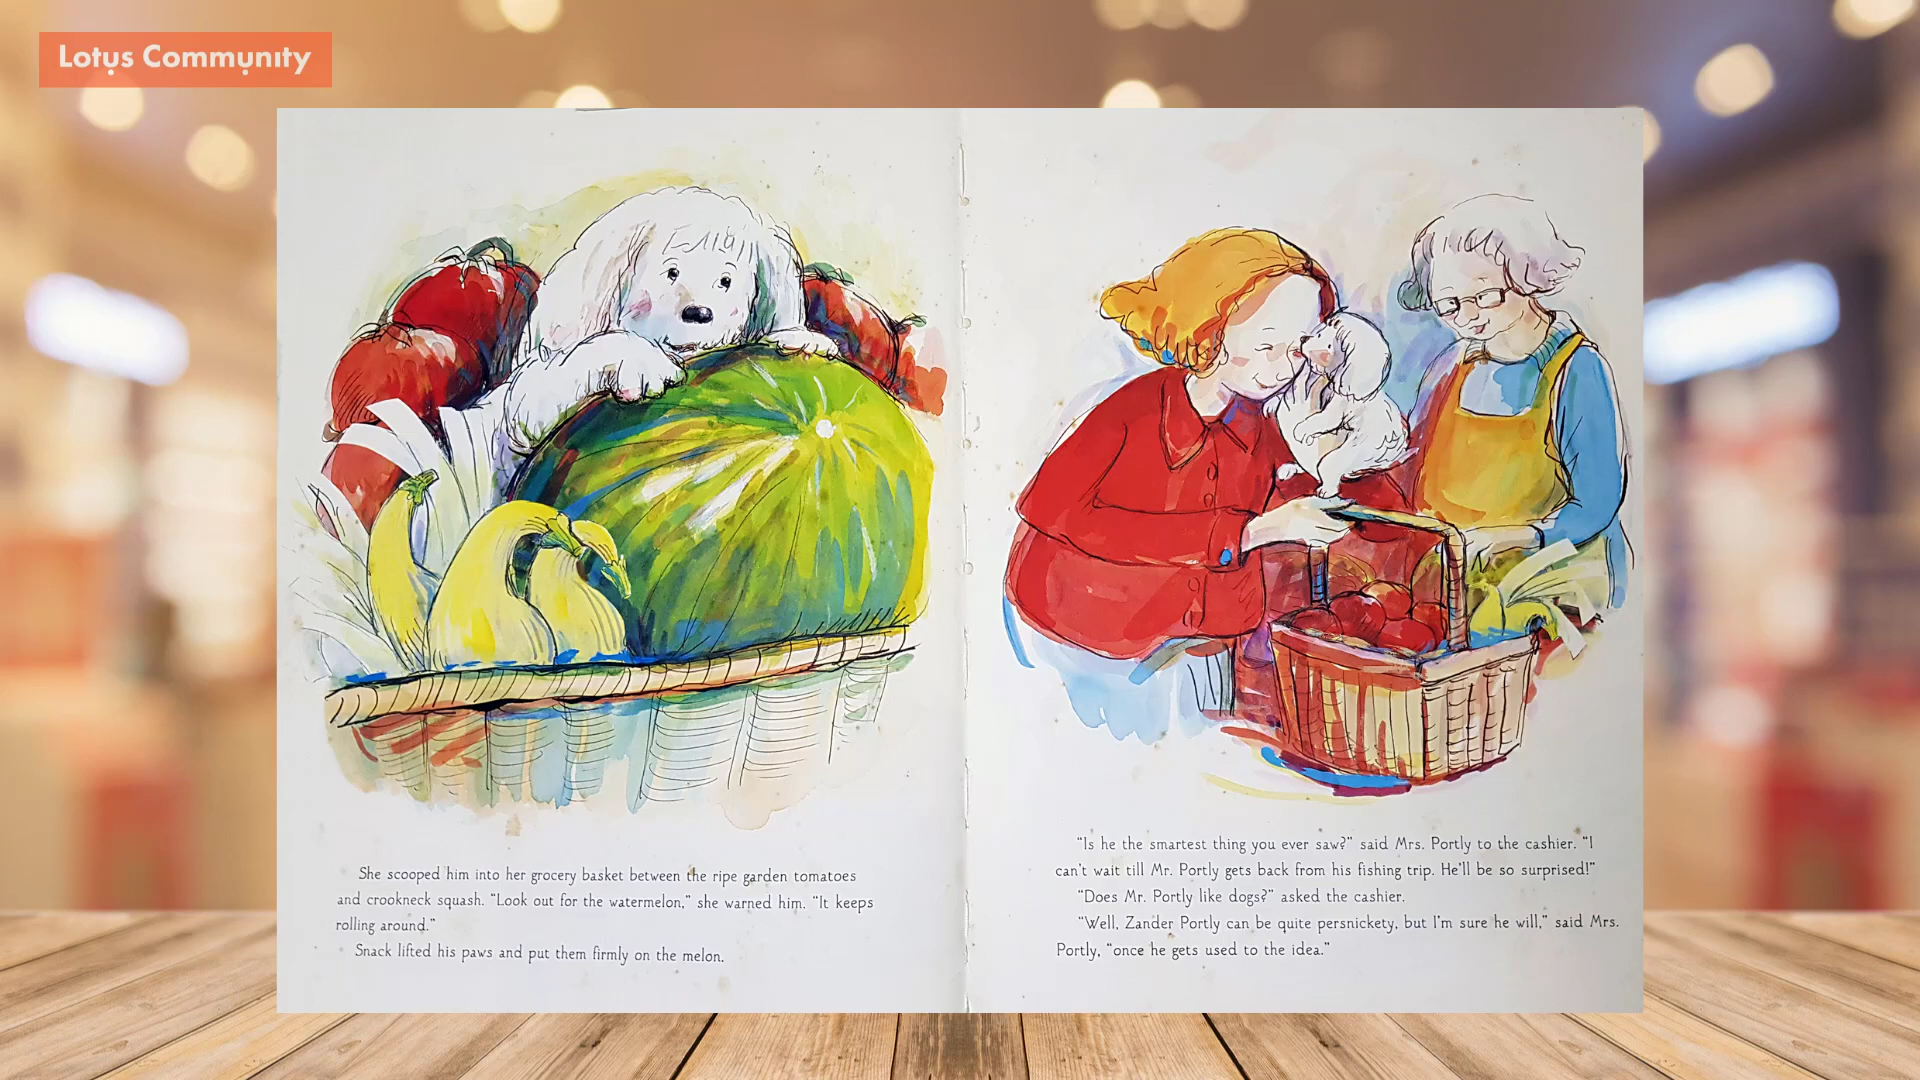 Lotus Community
She scooped him into her grocery basket between the ripe garden tomatoes
and crookneck squash. “Look out for the watermelon,” she warned him. “It keeps
rolling around.”
Snack lifted his paws and put them firmly on the melon.
“Is he the smartest thing you ever saw?” said Mrs. Portly to the cashier. “I
can’t wait till Mr. Portly gets back from his fishing trip. He’ll be so surprised!”
“Does Mr. Portly like dogs?” asked the cashier.
“Well, Zander Portly can be quite persnickety, but I’m sure he will,” said Mrs.
Portly, “once he gets used to the idea.”